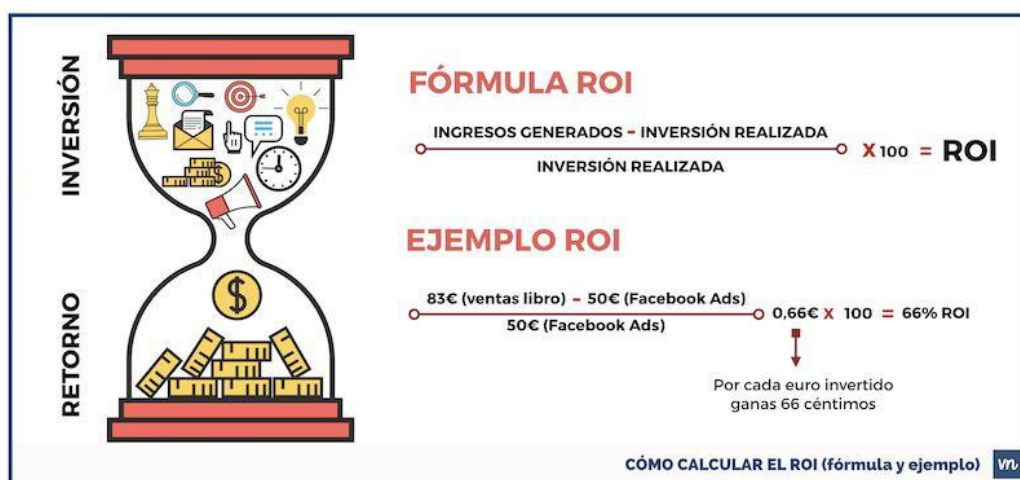 INVERSIÓN
RETORNO
FÓRMULA ROI
INGRESOS GENERADOS - INVERSIÓN REALIZADA
INVERSIÓN REALIZADA
X 100 = ROI
EJEMPLO ROI
83€ (ventas libro) - 50€ (Facebook Ads)
50€ (Facebook Ads)
0,66€ X 100 = 66% ROI
Por cada euro invertido
ganas 66 céntimos
$
$
CÓMO CALCULAR EL ROI (fórmula y ejemplo)
vn